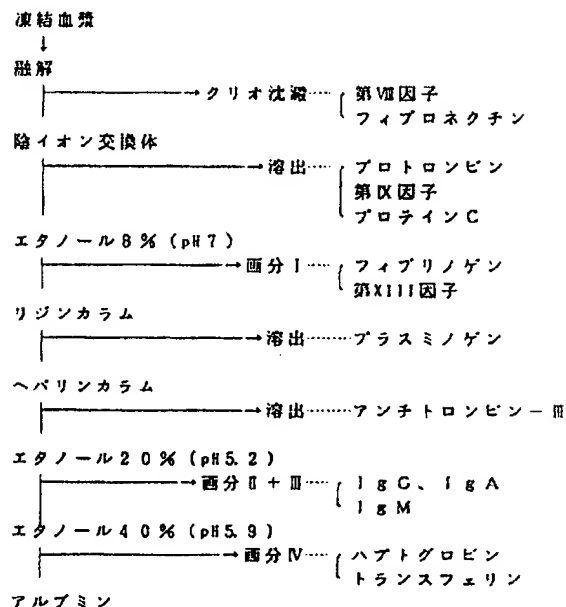 凍結血漿
↓
融解
→ クリオ沈澱 …… 第Ⅷ因子
フィブロネクチン
陰イオン交換体
→ 溶出 …… プロトロンビン
第Ⅸ因子
プロテインC
エタノール8%(pH7)
→ 画分Ⅰ …… フィブリノゲン
第XIII因子
リジンカラム
→ 溶出 …… プラスミノゲン
ヘパリンカラム
→ 溶出 …… アンチトロンビン-Ⅲ
エタノール20%(pH5.2)
→ 画分Ⅱ+Ⅲ …… IgG、IgA
IgM
エタノール40%(pH5.9)
→ 画分Ⅳ …… ハプトグロビン
トランスフェリン
アルブミン